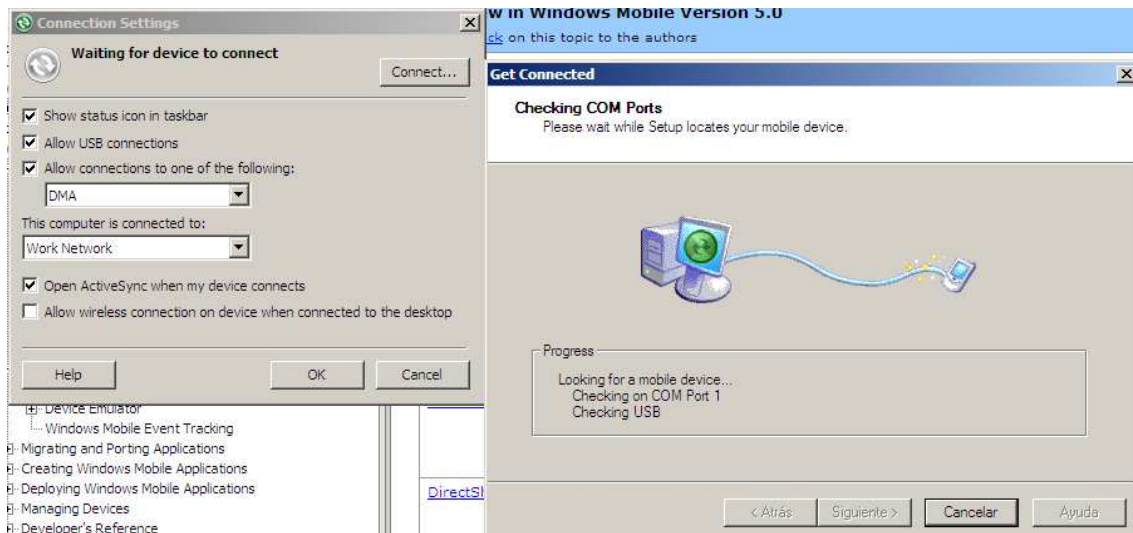 Connection Settings
Waiting for device to connect
Connect...
Show status icon in taskbar
Allow USB connections
Allow connections to one of the following:
DMA
This computer is connected to:
Work Network
Open ActiveSync when my device connects
Allow wireless connection on device when connected to the desktop
Help
OK
Cancel
Device Emulator
Windows Mobile Event Tracking
Migrating and Porting Applications
Creating Windows Mobile Applications
Deploying Windows Mobile Applications
Managing Devices
Developer's Reference
w in Windows Mobile Version 5.0
ck on this topic to the authors
Get Connected
Checking COM Ports
Please wait while Setup locates your mobile device.
Progress
Looking for a mobile device...
Checking on COM Port 1
Checking USB
DirectSh
< Atrás
Siguiente >
Cancelar
Ayuda